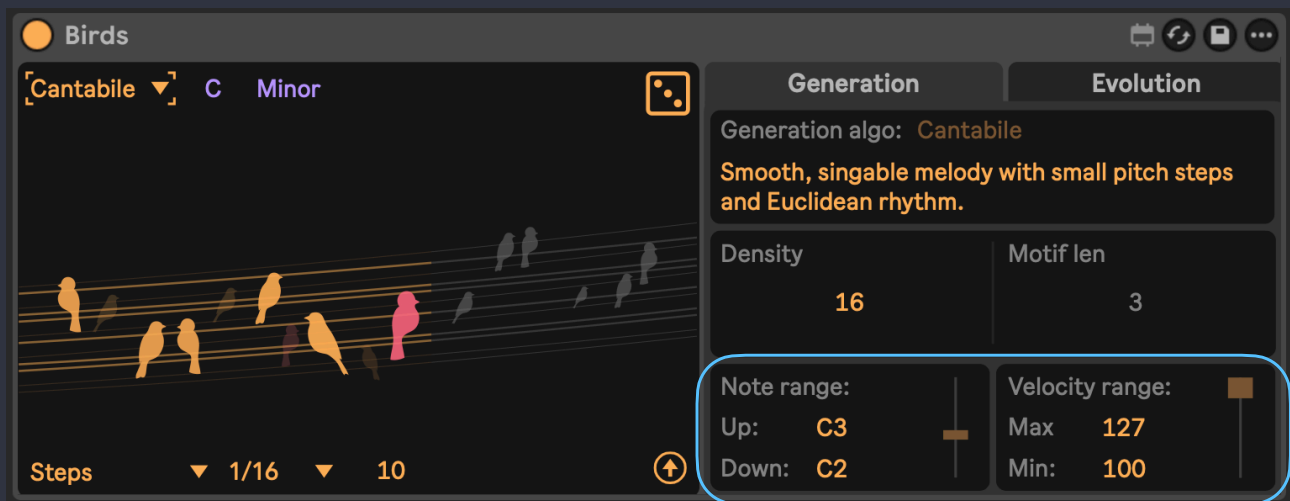 Birds
Cantabile C Minor
Generation Evolution
Generation algo: Cantabile
Smooth, singable melody with small pitch steps
and Euclidean rhythm.
Density Motif len
16 3
Note range: Velocity range:
Up: C3 Max 127
Down: C2 Min: 100
Steps 1/16 10